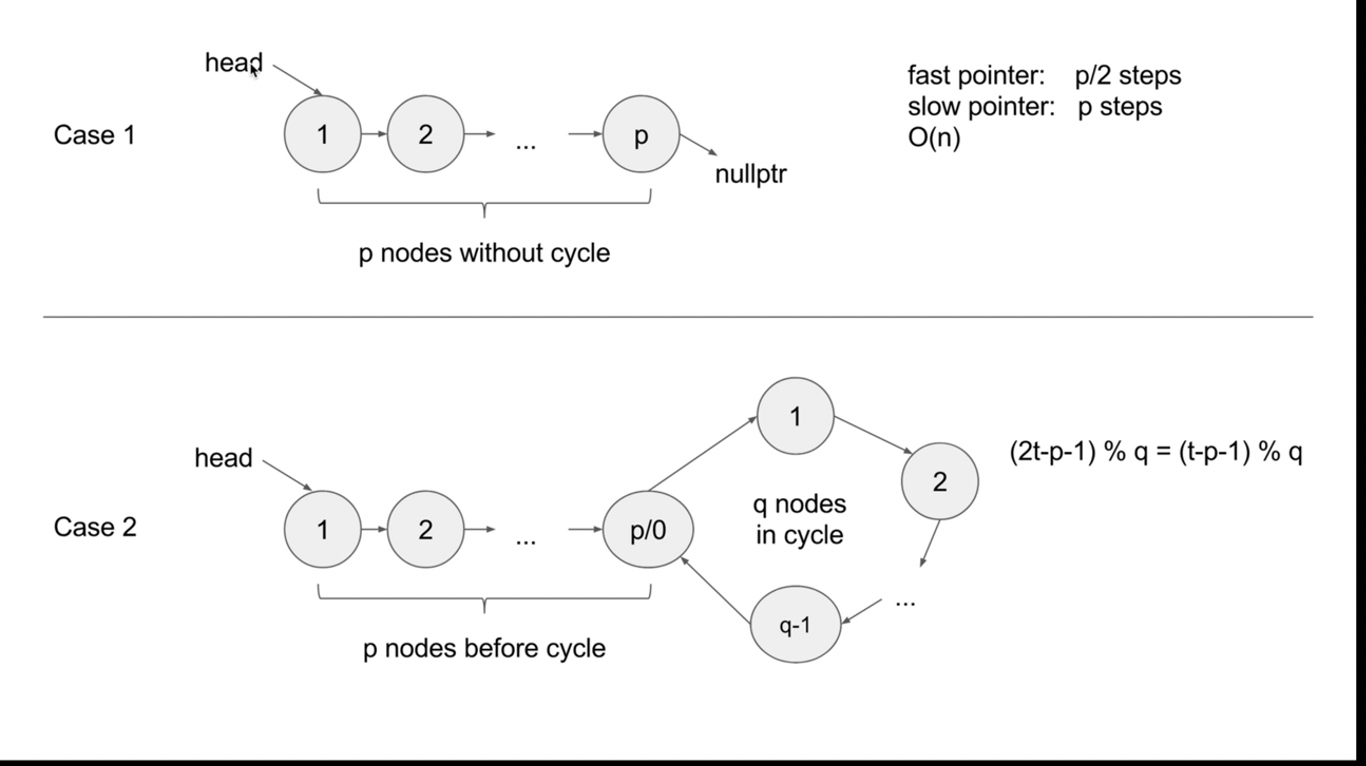 head
Case 1
1
2
...
p
nullptr
p nodes without cycle
fast pointer: p/2 steps
slow pointer: p steps
O(n)
head
Case 2
1
2
...
p/0
1
2
...
q-1
q nodes
in cycle
p nodes before cycle
(2t-p-1) % q = (t-p-1) % q